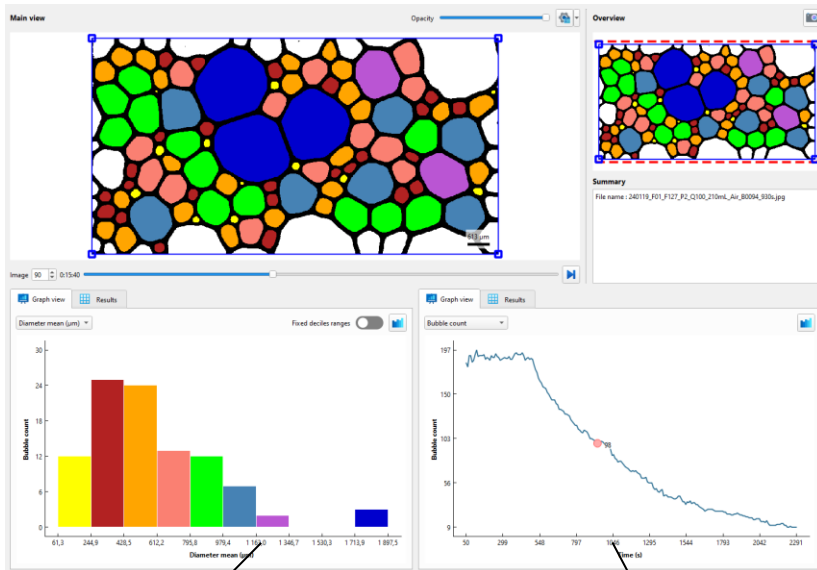 Main view
Opacity
Overview
613 µm
Summary
File name : 240119_F01_F127_P2_Q100_210mL_Air_B0094_930s.jpg
Image 90 0:15:40
Graph view Results
Diameter mean (µm) Fixed deciles ranges
30
24
18
12
6
0
Bubble count
61,3 244,9 428,5 612,2 795,8 979,4 1 346,7 1 530,3 1 713,9 1 897,5
Diameter mean (µm)
Graph view Results
Bubble count
197
150
103
56
9
Bubble count
98
50 299 548 797 1046 1295 1544 1793 2042 2291
Time (s)